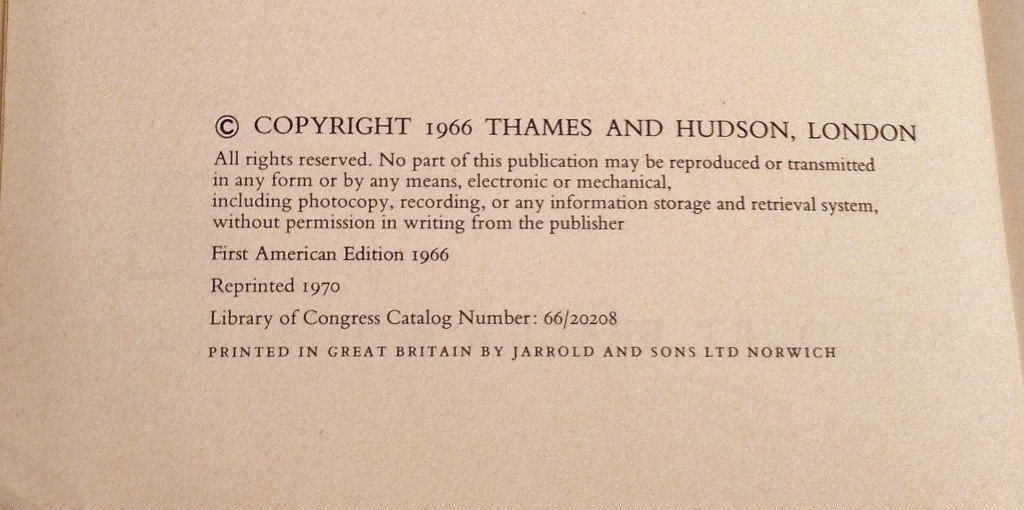 © COPYRIGHT 1966 THAMES AND HUDSON, LONDON
All rights reserved. No part of this publication may be reproduced or transmitted
in any form or by any means, electronic or mechanical,
including photocopy, recording, or any information storage and retrieval system,
without permission in writing from the publisher
First American Edition 1966
Reprinted 1970
Library of Congress Catalog Number: 66/20208
PRINTED IN GREAT BRITAIN BY JARROLD AND SONS LTD NORWICH